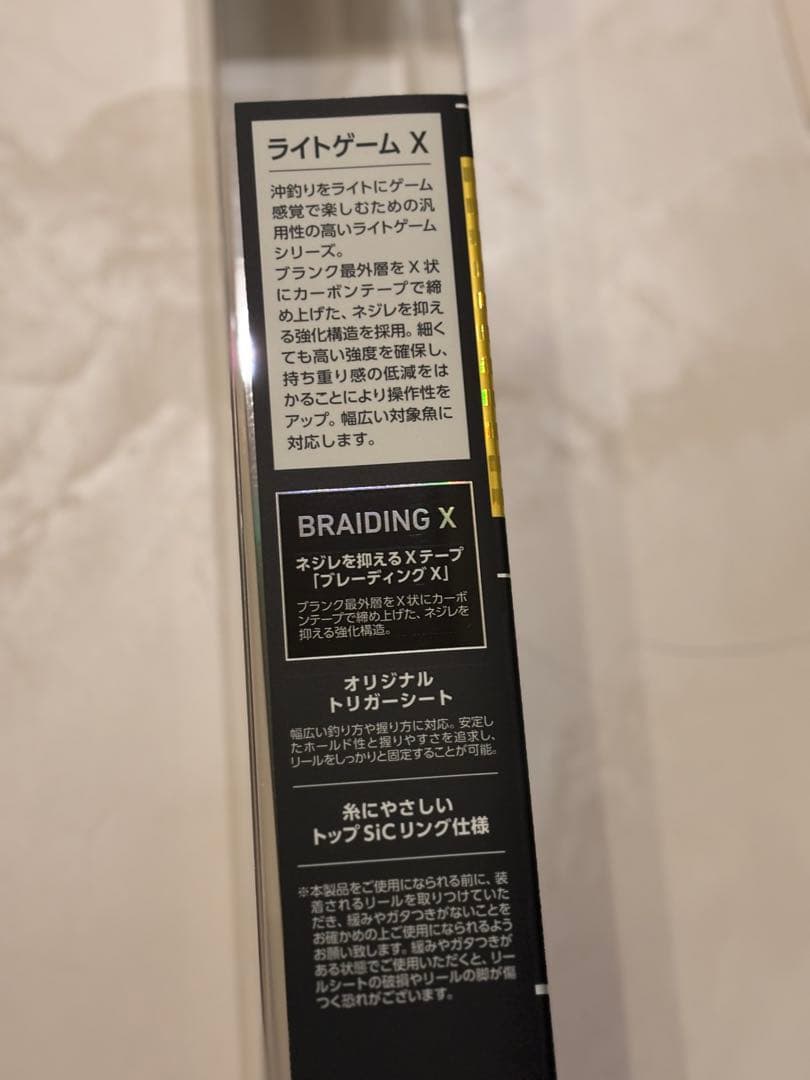 ライトゲーム X
沖釣りをライトにゲーム
感覚で楽しむための汎
用性の高いライトゲーム
シリーズ。
ブランク最外層をX状
にカーボンテープで締
め上げた、ネジレを抑え
る強化構造を採用。細く
ても高い強度を確保し、
持ち重り感の低減をは
かることにより操作性を
アップ。幅広い対象魚に
対応します。
BRAIDING X
ネジレを抑えるXテープ
「ブレーディングX」
ブランク最外層をX状にカーボ
ンテープで締め上げた、ネジレを
抑える強化構造。
オリジナル
トリガーシート
幅広い釣り方や握り方に対応。安定し
たホールド性と握りやすさを追求し、
リールをしっかりと固定することが可能。
糸にやさしい
トップSiCリング仕様
※本製品をご使用になられる前に、装
着されるリールを取りつけていた
だき、緩みやガタつきがないことを
お確かめの上ご使用になられるよう
お願い致します。緩みやガタつきが
ある状態でご使用いただくと、リー
ルシートの破損やリールの脚が傷
つく恐れがございます。